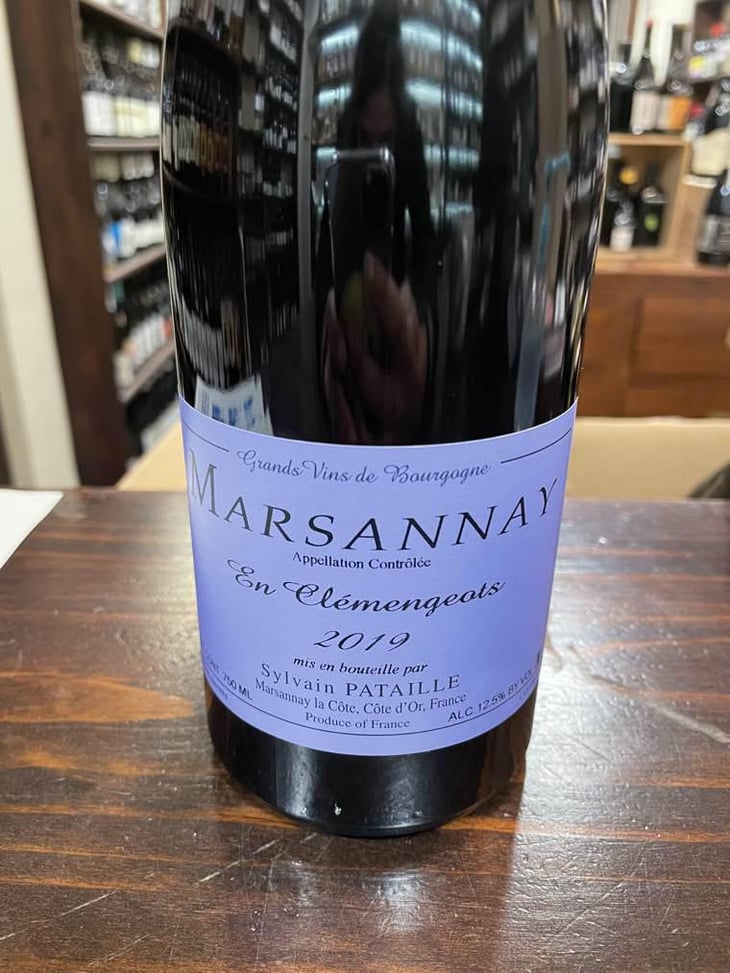 Grands Vins de Bourgogne
MARSANNAY
Appellation Contrôlée
En Clémengeots
2019
mis en bouteille par
Sylvain PATAILLE
Marsannay la Côte, Côte d'Or, France
Produce of France
750 ML
ALC.12.5% BY VOL